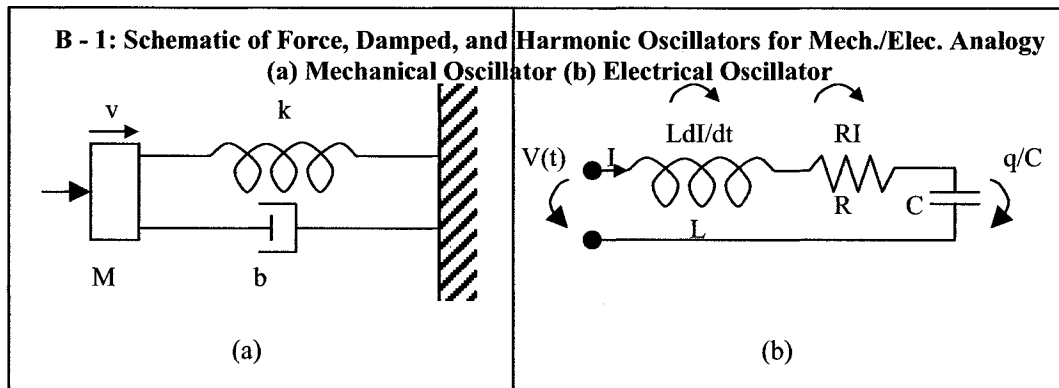 B - 1: Schematic of Force, Damped, and Harmonic Oscillators for Mech./Elec. Analogy
(a) Mechanical Oscillator (b) Electrical Oscillator
v
k
M
b
(a)
LdI/dt
RI
V(t)
I
q/C
R
C
L
(b)